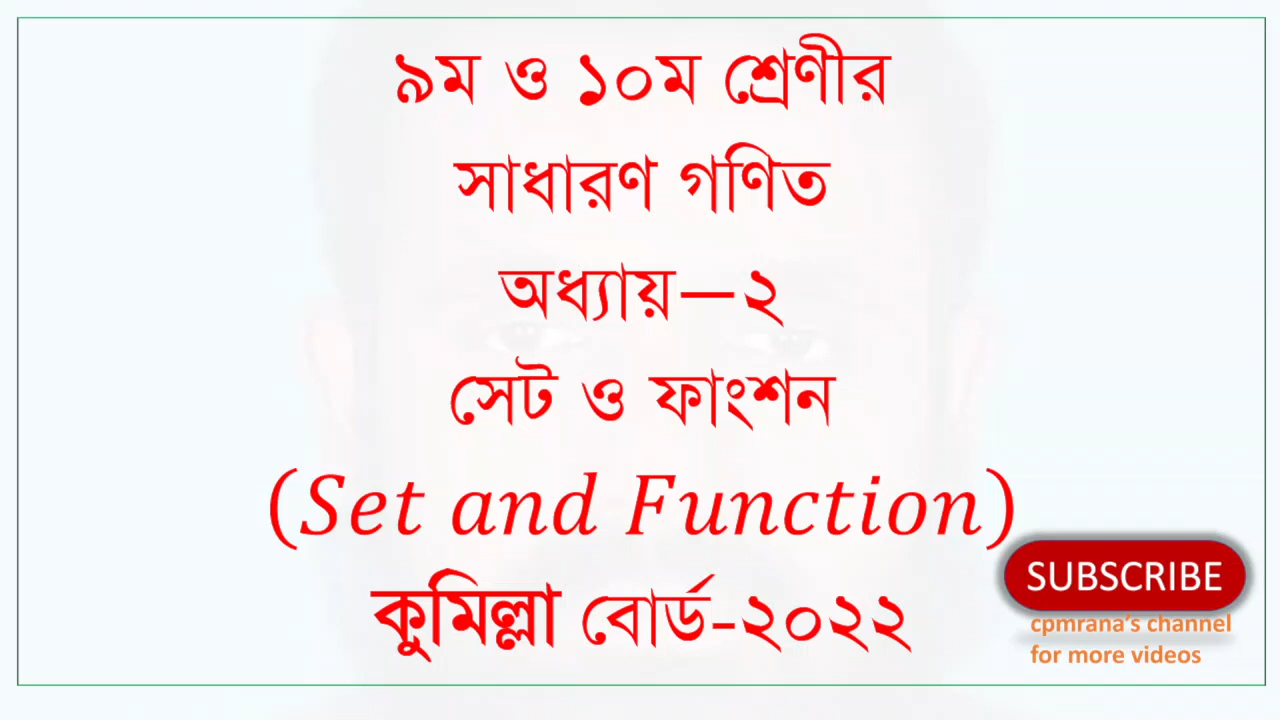 ৯ম ও ১০ম শ্রেণীর
সাধারণ গণিত
অধ্যায়—২
সেট ও ফাংশন
(Set and Function)
কুমিল্লা বোর্ড-২০২২
SUBSCRIBE
cpmrana's channel
for more videos